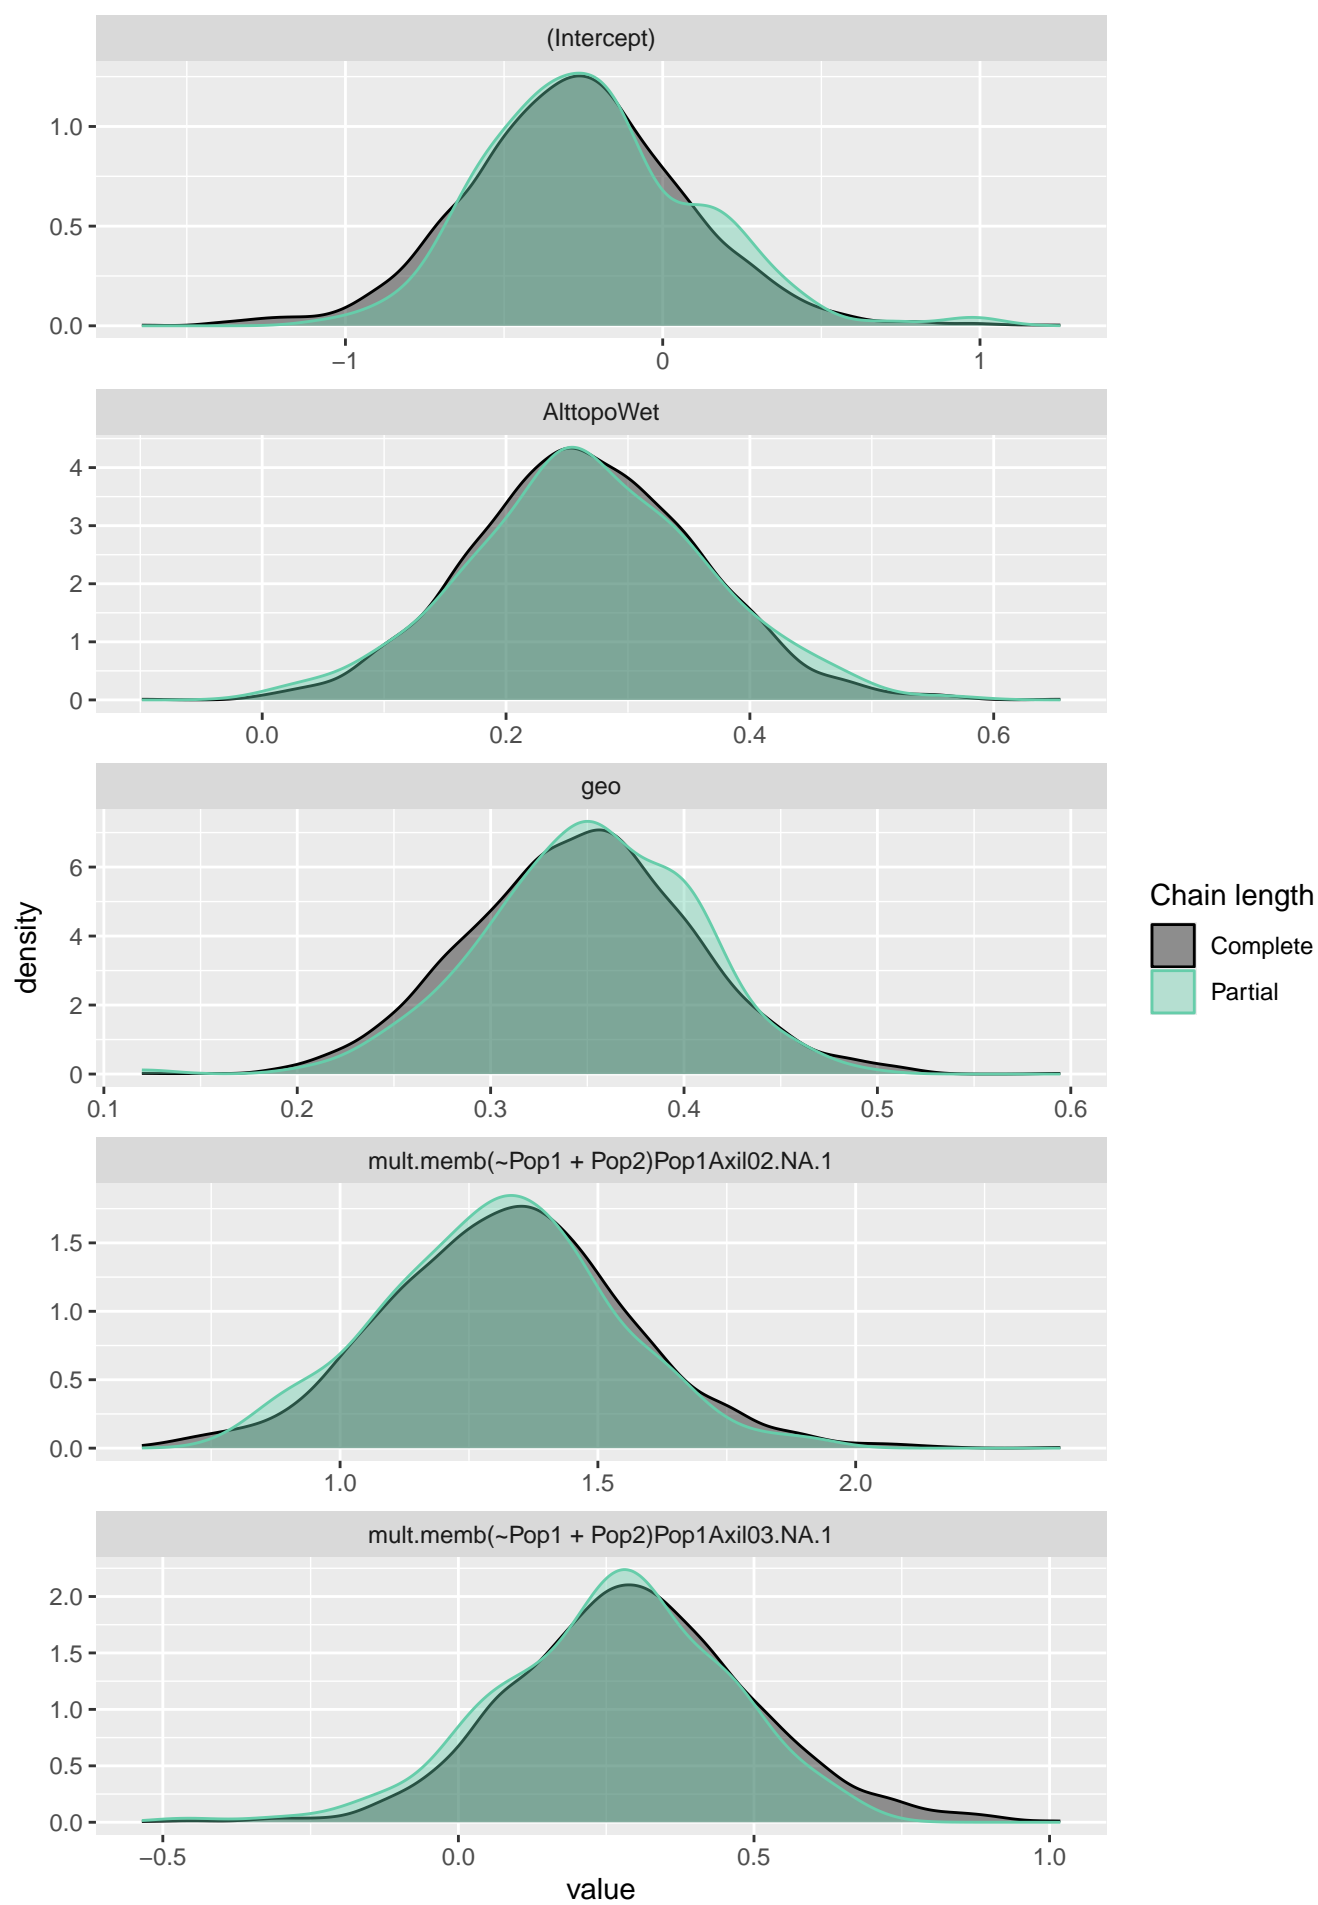 (Intercept)
1.0
0.5
0.0
−1 0 1
AlttopoWet
4
3
2
1
0
0.0 0.2 0.4 0.6
geo
6
4
2
0
0.1 0.2 0.3 0.4 0.5 0.6
mult.memb(~Pop1 + Pop2)Pop1Axil02.NA.1
1.5
1.0
0.5
0.0
1.0 1.5 2.0
mult.memb(~Pop1 + Pop2)Pop1Axil03.NA.1
2.0
1.5
1.0
0.5
0.0
−0.5 0.0 0.5 1.0
value
density
Chain length
Complete
Partial